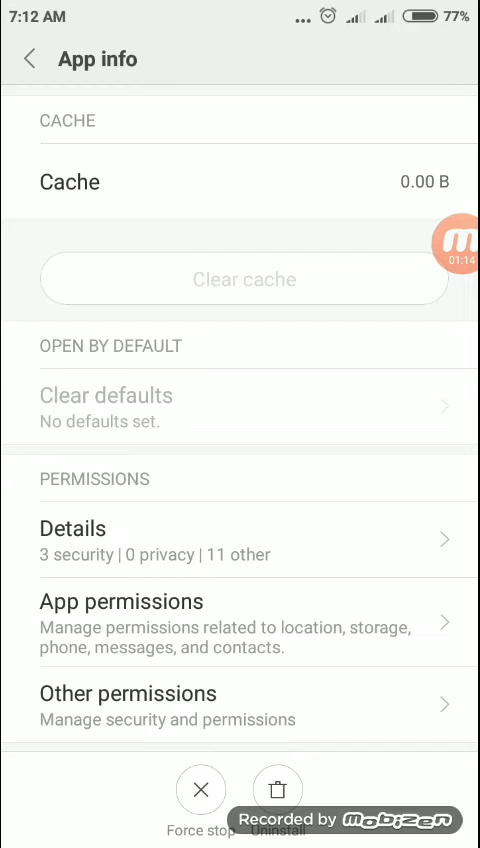 7:12 AM
77%
App info
CACHE
Cache
0.00 B
01:14
Clear cache
OPEN BY DEFAULT
Clear defaults
No defaults set.
PERMISSIONS
Details
3 security | 0 privacy | 11 other
App permissions
Manage permissions related to location, storage,
phone, messages, and contacts.
Other permissions
Manage security and permissions
Recorded by mobizen
Force stop
Uninstall